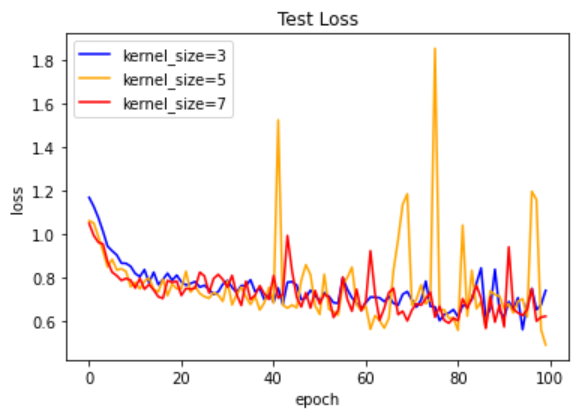 Test Loss
kernel_size=3
kernel_size=5
kernel_size=7
1.8
1.6
1.4
1.2
1.0
0.8
0.6
loss
0
20
40
60
80
100
epoch